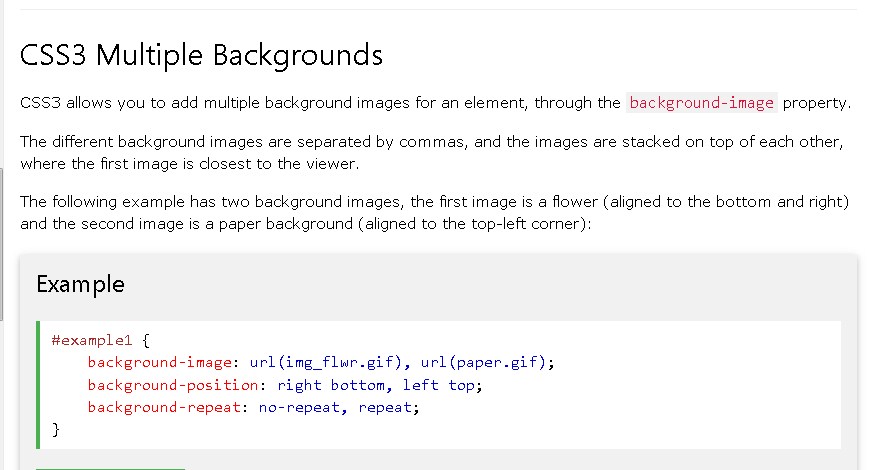 CSS3 Multiple Backgrounds
CSS3 allows you to add multiple background images for an element, through the background-image property.
The different background images are separated by commas, and the images are stacked on top of each other,
where the first image is closest to the viewer.
The following example has two background images, the first image is a flower (aligned to the bottom and right)
and the second image is a paper background (aligned to the top-left corner):
Example
#example1 {
    background-image: url(img_flwr.gif), url(paper.gif);
    background-position: right bottom, left top;
    background-repeat: no-repeat, repeat;
}